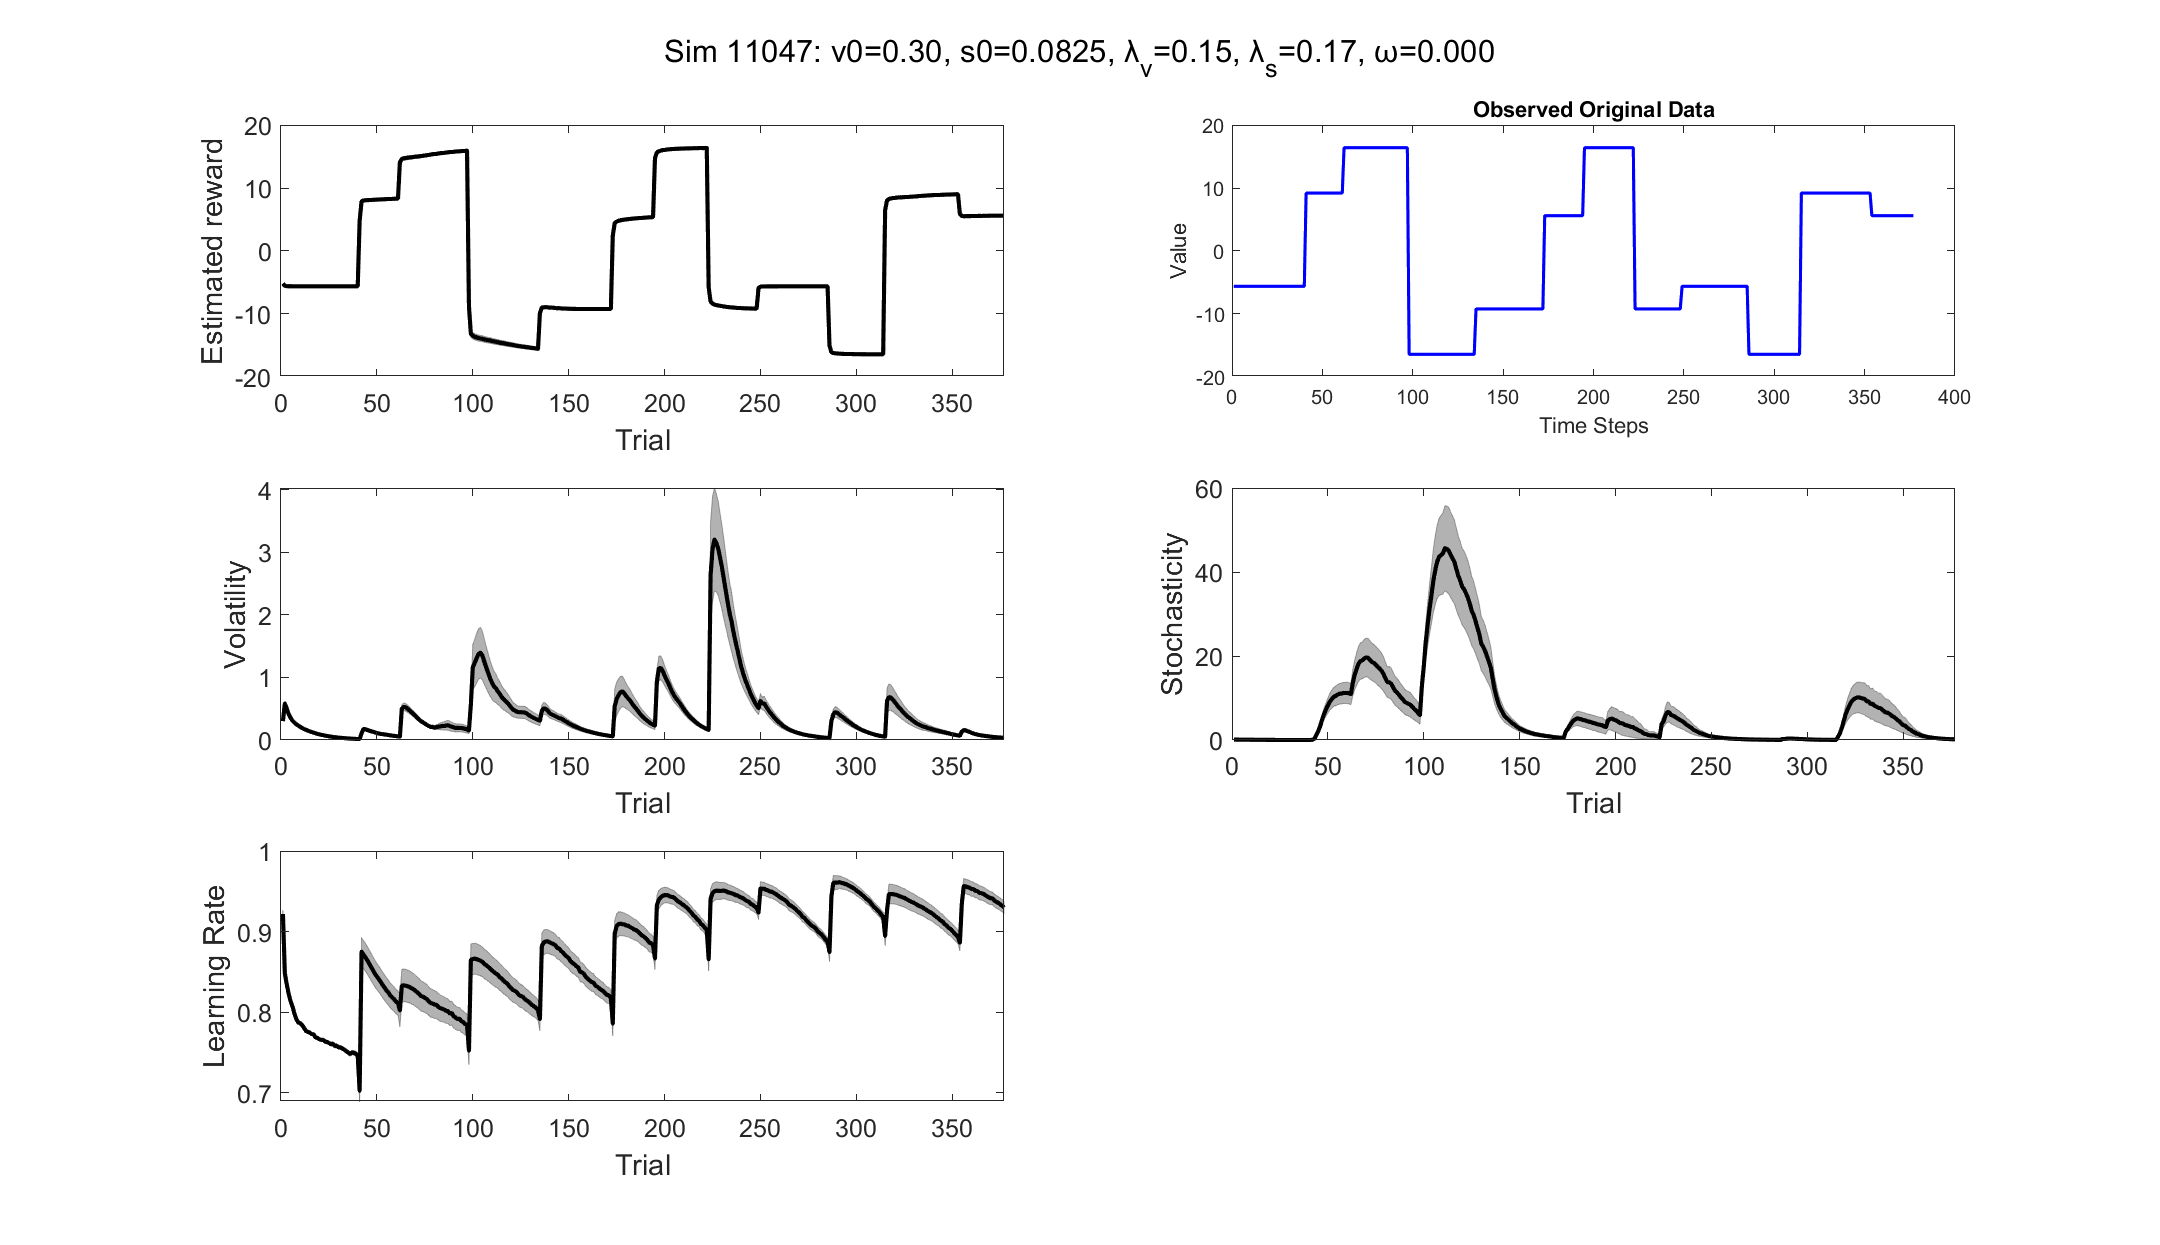 Sim 11047: v0=0.30, s0=0.0825, λv=0.15, λs=0.17, ω=0.000
Estimated reward
20
10
0
-10
-20
0 50 100 150 200 250 300 350
Trial
Observed Original Data
Value
20
10
0
-10
-20
0 50 100 150 200 250 300 350 400
Time Steps
Volatility
4
3
2
1
0
0 50 100 150 200 250 300 350
Trial
Stochasticity
60
40
20
0
0 50 100 150 200 250 300 350
Trial
Learning Rate
1
0.9
0.8
0.7
0 50 100 150 200 250 300 350
Trial